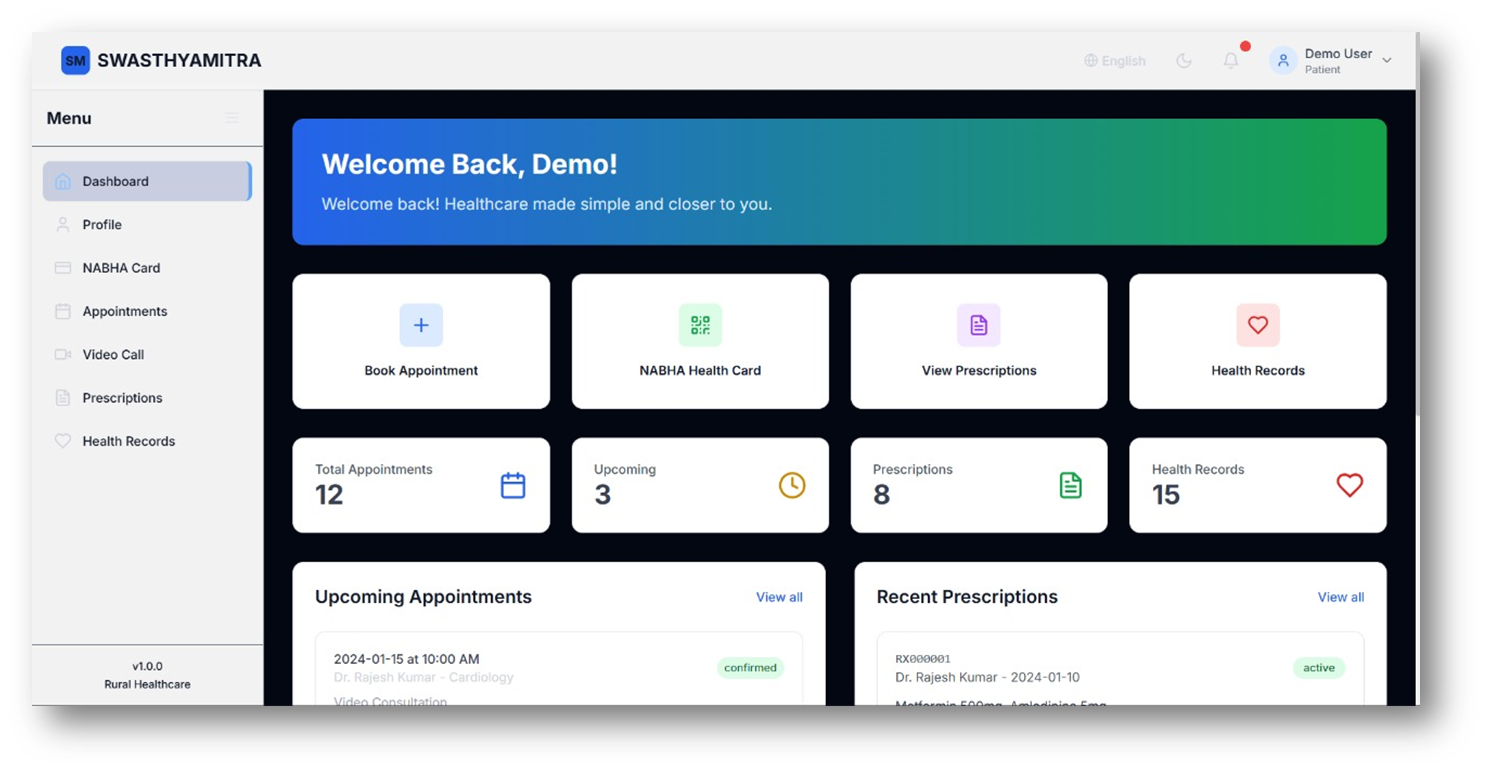 SM SWASTHYAMITRA
English
Demo User
Patient
Menu
Dashboard
Profile
NABHA Card
Appointments
Video Call
Prescriptions
Health Records
v1.0.0
Rural Healthcare
Welcome Back, Demo!
Welcome back! Healthcare made simple and closer to you.
Book Appointment
NABHA Health Card
View Prescriptions
Health Records
Total Appointments
12
Upcoming
3
Prescriptions
8
Health Records
15
Upcoming Appointments
View all
2024-01-15 at 10:00 AM
confirmed
Dr. Rajesh Kumar - Cardiology
Video Consultation
Recent Prescriptions
View all
RX000001
active
Dr. Rajesh Kumar - 2024-01-10
Metformin 500mg, Amlodipine 5mg